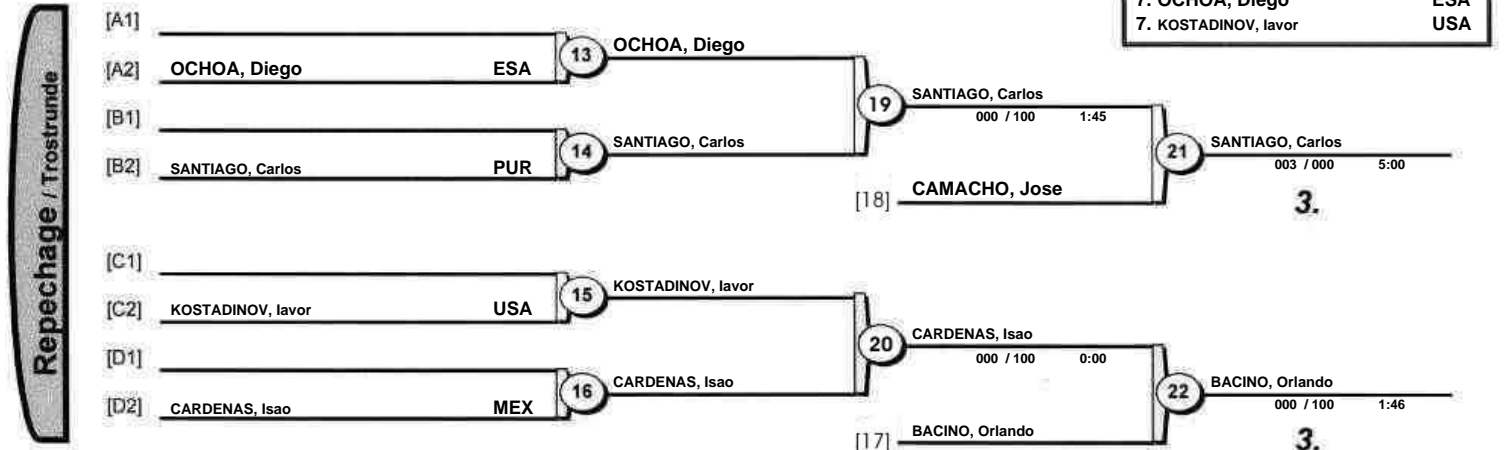 7. OCHOA, Diego ESA
7. KOSTADINOV, Iavor USA
Repechage / Trostrunde
[A1]
[A2] OCHOA, Diego ESA
13
OCHOA, Diego
[B1]
[B2] SANTIAGO, Carlos PUR
14
SANTIAGO, Carlos
19
SANTIAGO, Carlos
000 / 100 1:45
[18] CAMACHO, Jose
21
SANTIAGO, Carlos
003 / 000 5:00
3.
[C1]
[C2] KOSTADINOV, Iavor USA
15
KOSTADINOV, Iavor
[D1]
[D2] CARDENAS, Isao MEX
16
CARDENAS, Isao
20
CARDENAS, Isao
000 / 100 0:00
[17] BACINO, Orlando
22
BACINO, Orlando
000 / 100 1:46
3.